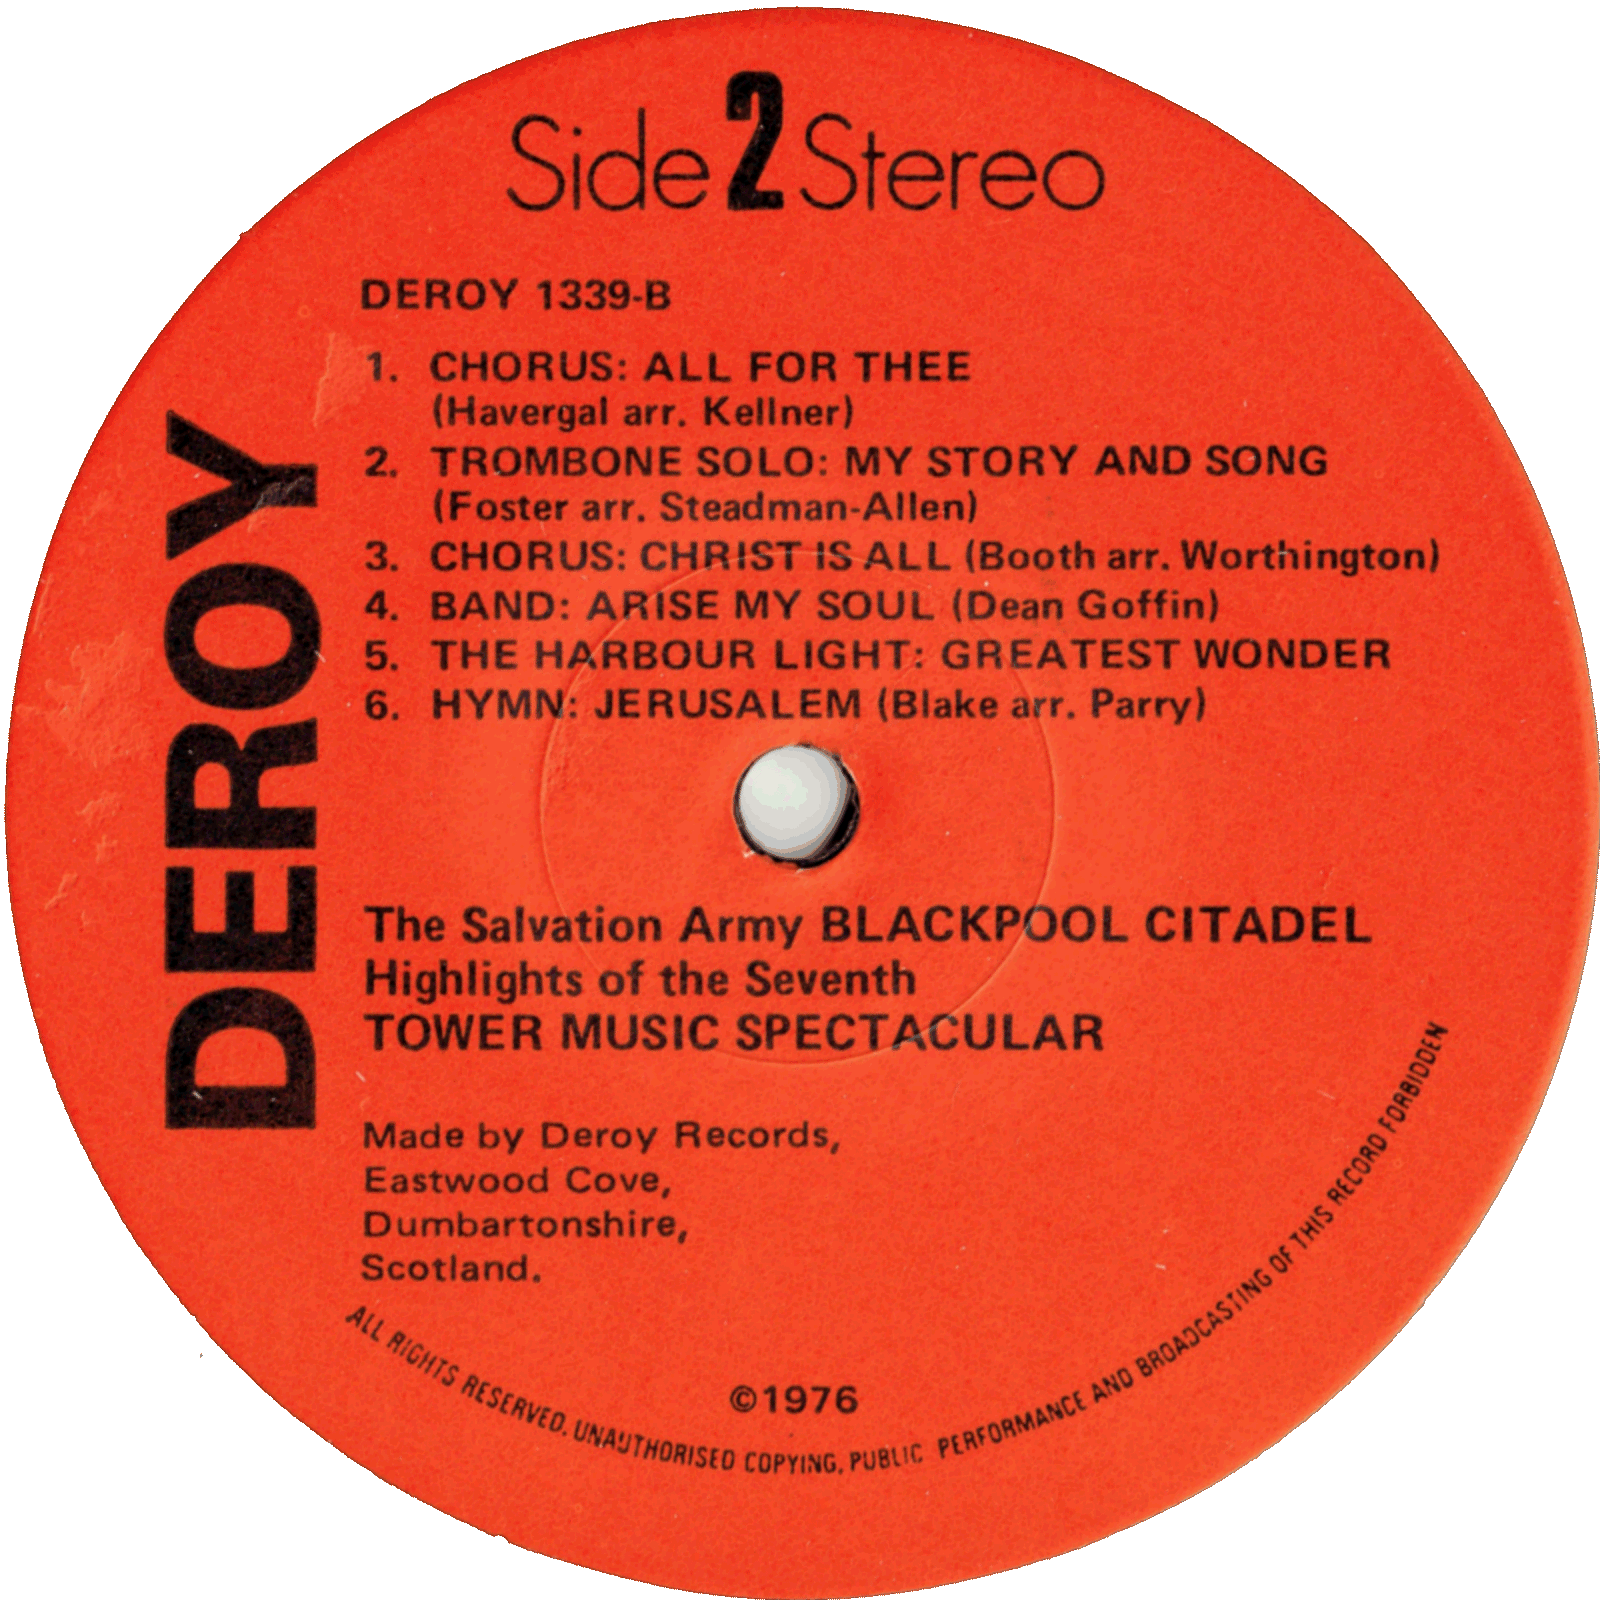 Side 2 Stereo
DEROY 1339-B
1. CHORUS: ALL FOR THEE
(Havergal arr. Kellner)
2. TROMBONE SOLO: MY STORY AND SONG
(Foster arr. Steadman-Allen)
3. CHORUS: CHRIST IS ALL (Booth arr. Worthington)
4. BAND: ARISE MY SOUL (Dean Goffin)
5. THE HARBOUR LIGHT: GREATEST WONDER
6. HYMN: JERUSALEM (Blake arr. Parry)
DEROY
The Salvation Army BLACKPOOL CITADEL
Highlights of the Seventh
TOWER MUSIC SPECTACULAR
Made by Deroy Records,
Eastwood Cove,
Dumbartonshire,
Scotland.
©1976
ALL RIGHTS RESERVED. UNAUTHORISED COPYING, PUBLIC PERFORMANCE AND BROADCASTING OF THIS RECORD FORBIDDEN